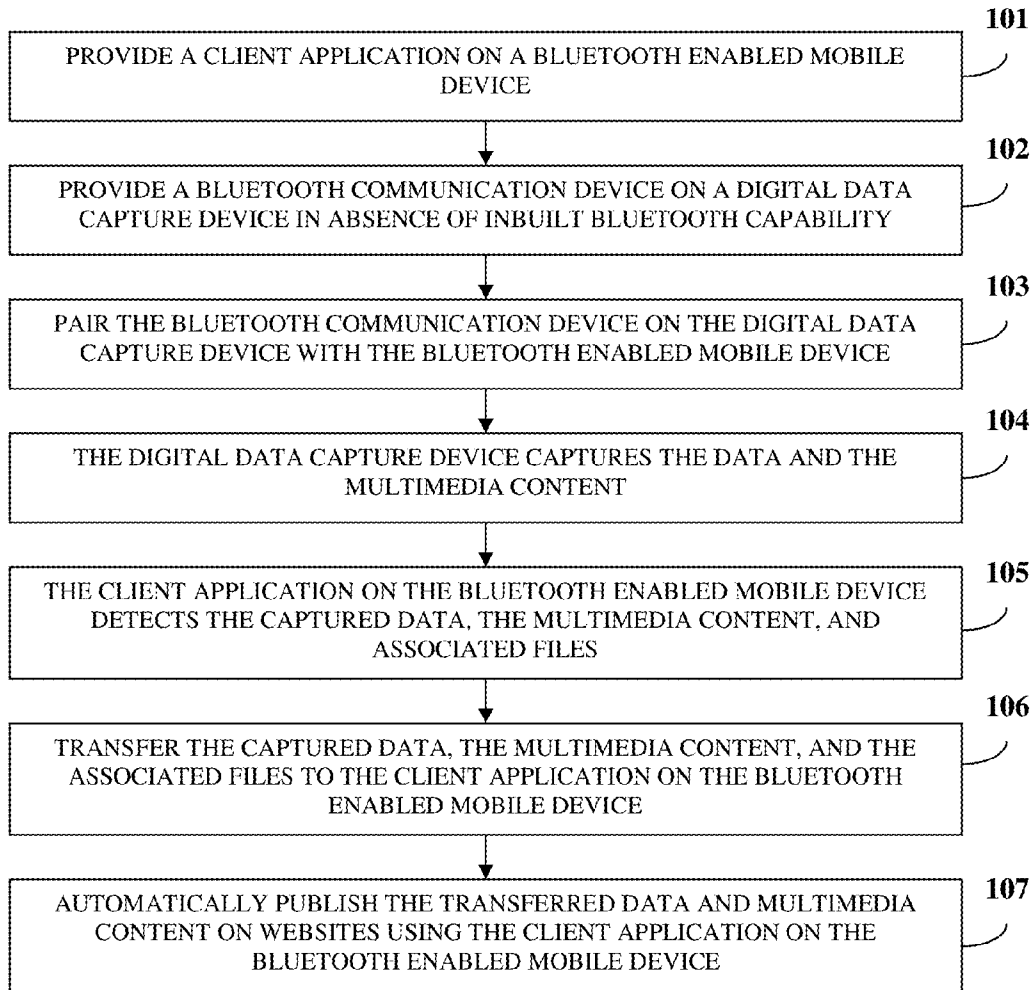 101
PROVIDE A CLIENT APPLICATION ON A BLUETOOTH ENABLED MOBILE
DEVICE
102
PROVIDE A BLUETOOTH COMMUNICATION DEVICE ON A DIGITAL DATA
CAPTURE DEVICE IN ABSENCE OF INBUILT BLUETOOTH CAPABILITY
103
PAIR THE BLUETOOTH COMMUNICATION DEVICE ON THE DIGITAL DATA
CAPTURE DEVICE WITH THE BLUETOOTH ENABLED MOBILE DEVICE
104
THE DIGITAL DATA CAPTURE DEVICE CAPTURES THE DATA AND THE
MULTIMEDIA CONTENT
105
THE CLIENT APPLICATION ON THE BLUETOOTH ENABLED MOBILE DEVICE
DETECTS THE CAPTURED DATA, THE MULTIMEDIA CONTENT, AND
ASSOCIATED FILES
106
TRANSFER THE CAPTURED DATA, THE MULTIMEDIA CONTENT, AND THE
ASSOCIATED FILES TO THE CLIENT APPLICATION ON THE BLUETOOTH
ENABLED MOBILE DEVICE
107
AUTOMATICALLY PUBLISH THE TRANSFERRED DATA AND MULTIMEDIA
CONTENT ON WEBSITES USING THE CLIENT APPLICATION ON THE
BLUETOOTH ENABLED MOBILE DEVICE